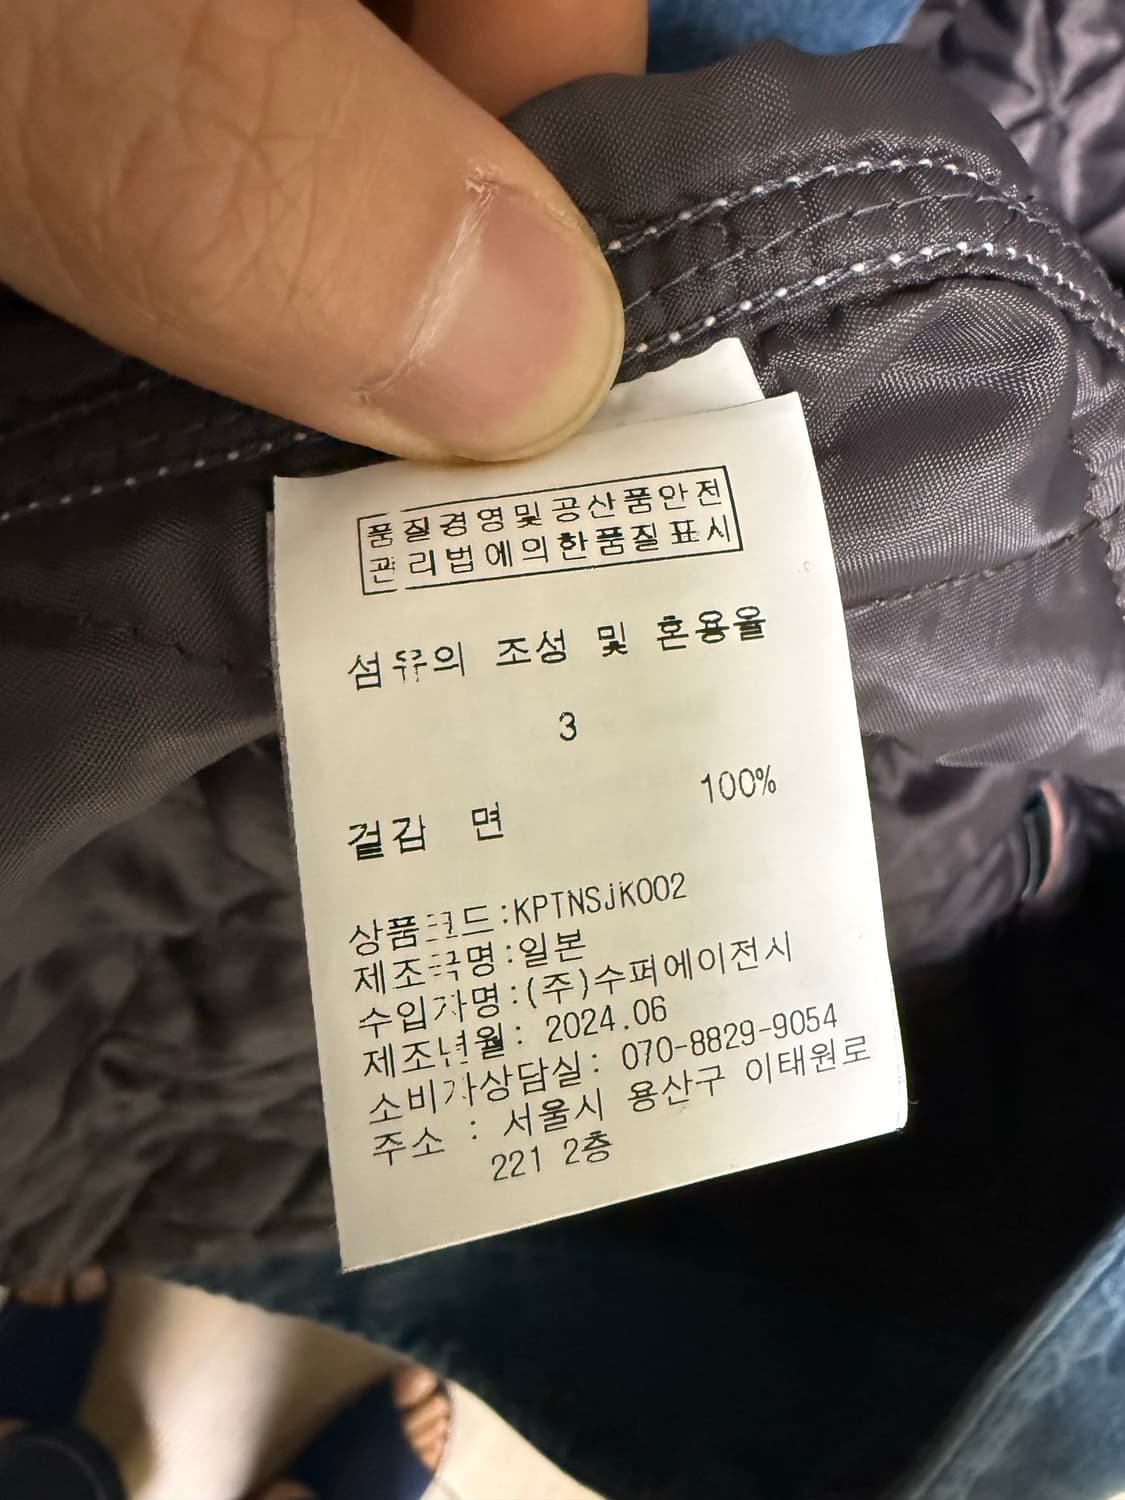 품질경영및공산품안전
관리법에의한품질표시
섬유의 조성 및 혼용율
3
겉감 면 100%
상품코드:KPTNSJK002
제조국명:일본
수입자명:(주)수퍼에이전시
제조년월: 2024.06
소비자상담실: 070-8829-9054
주소 : 서울시 용산구 이태원로
221 2층